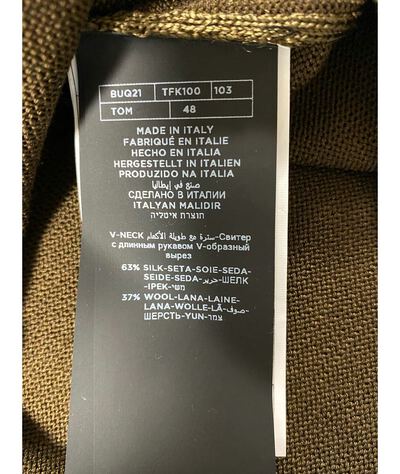 BUQ21 TFK100 103
TOM 48
MADE IN ITALY
FABRIQUÉ EN ITALIE
HECHO EN ITALIA
HERGESTELLT IN ITALIEN
PRODUZIDO NA ITALIA
صنع في إيطاليا
СДЕЛАНО В ИТАЛИИ
ITALYAN MALIDIR
תוצרת איטליה
V-NECK-سترة مع طويلة الأكمام-Свитер
с длинным рукавом V-образный
вырез
63% SILK-SETA-SOIE-SEDA-
SEIDE-SEDA-حرير-ШЕЛК
-IPEK-משי
37% WOOL-LANA-LAINE-
LANA-WOLLE-LÃ-صوف-
ШЕРСТЬ-YUN-צמר